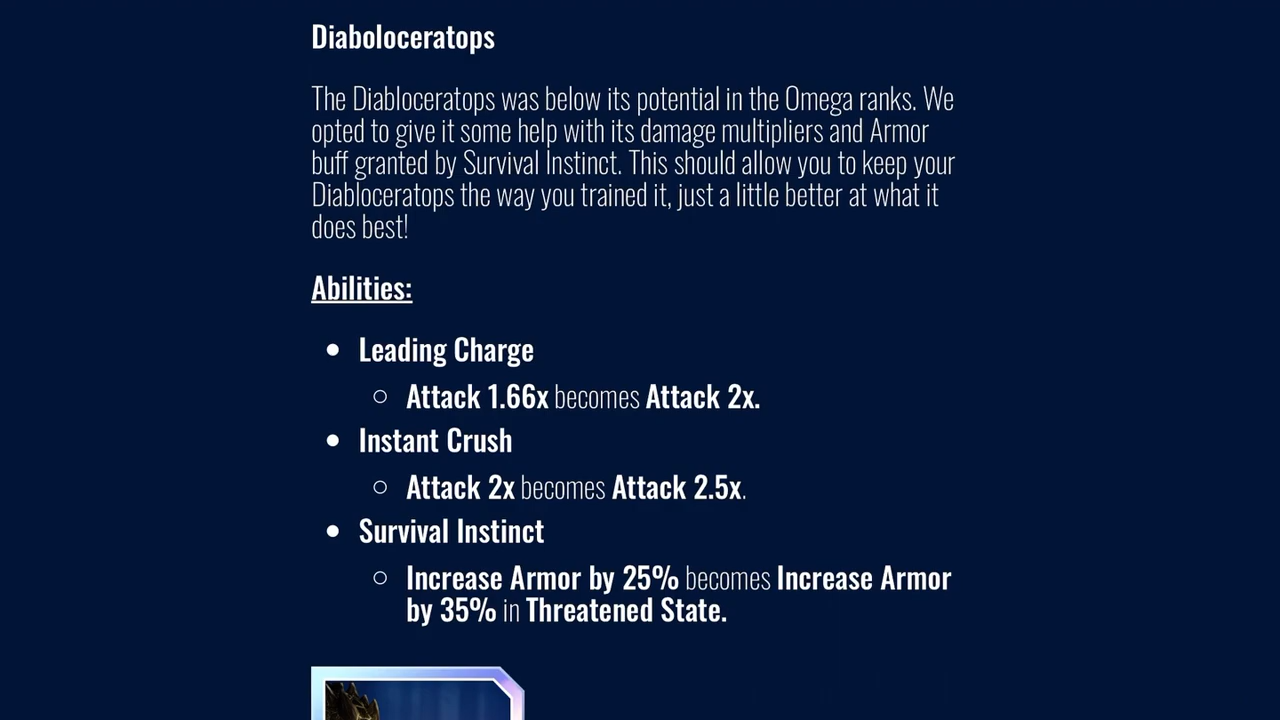 Diaboloceratops
The Diabloceratops was below its potential in the Omega ranks. We
opted to give it some help with its damage multipliers and Armor
buff granted by Survival Instinct. This should allow you to keep your
Diabloceratops the way you trained it, just a little better at what it
does best!
Abilities:
• Leading Charge
○ Attack 1.66x becomes Attack 2x.
• Instant Crush
○ Attack 2x becomes Attack 2.5x.
• Survival Instinct
○ Increase Armor by 25% becomes Increase Armor
by 35% in Threatened State.